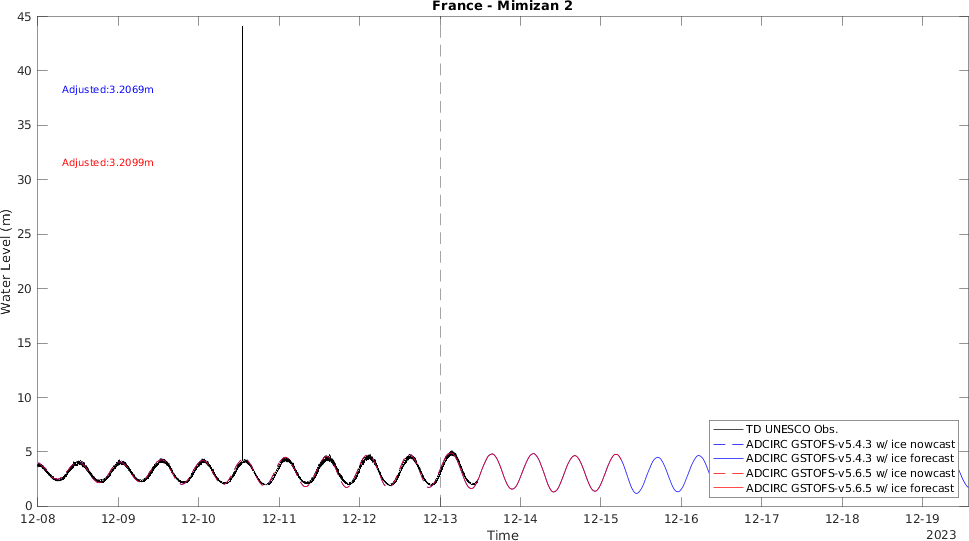 France - Mimizan 2
45
40
35
30
25
20
15
10
5
0
Water Level (m)
Adjusted:3.2069m
Adjusted:3.2099m
TD UNESCO Obs.
ADCIRC GSTOFS-v5.4.3 w/ ice nowcast
ADCIRC GSTOFS-v5.4.3 w/ ice forecast
ADCIRC GSTOFS-v5.6.5 w/ ice nowcast
ADCIRC GSTOFS-v5.6.5 w/ ice forecast
12-08 12-09 12-10 12-11 12-12 12-13 12-14 12-15 12-16 12-17 12-18 12-19
Time
2023